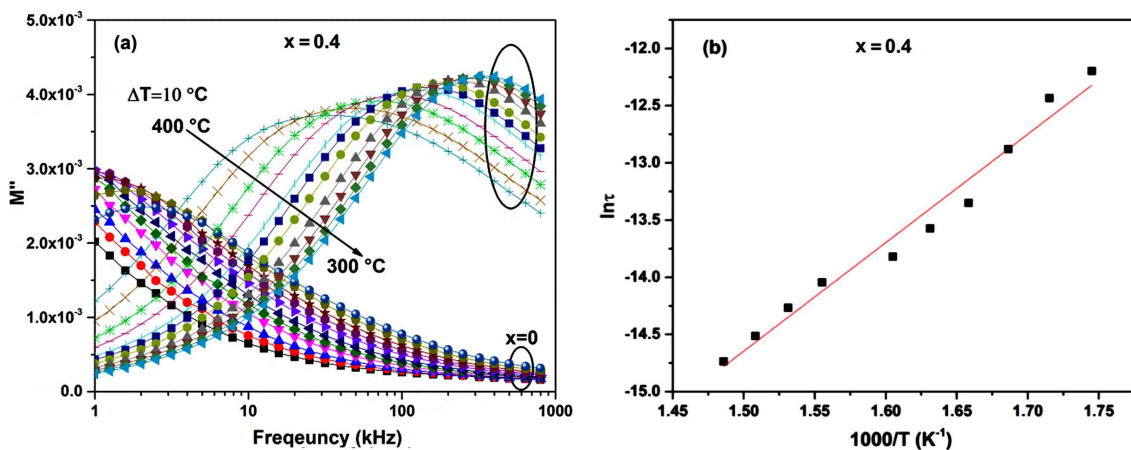 (a)
x = 0.4
ΔT=10 °C
400 °C
300 °C
x=0
M''
5.0x10⁻³
4.0x10⁻³
3.0x10⁻³
2.0x10⁻³
1.0x10⁻³
0.0
1
10
100
1000
Freqeuncy (kHz)
(b)
x = 0.4
lnτ
-12.0
-12.5
-13.0
-13.5
-14.0
-14.5
-15.0
1.45
1.50
1.55
1.60
1.65
1.70
1.75
1000/T (K⁻¹)